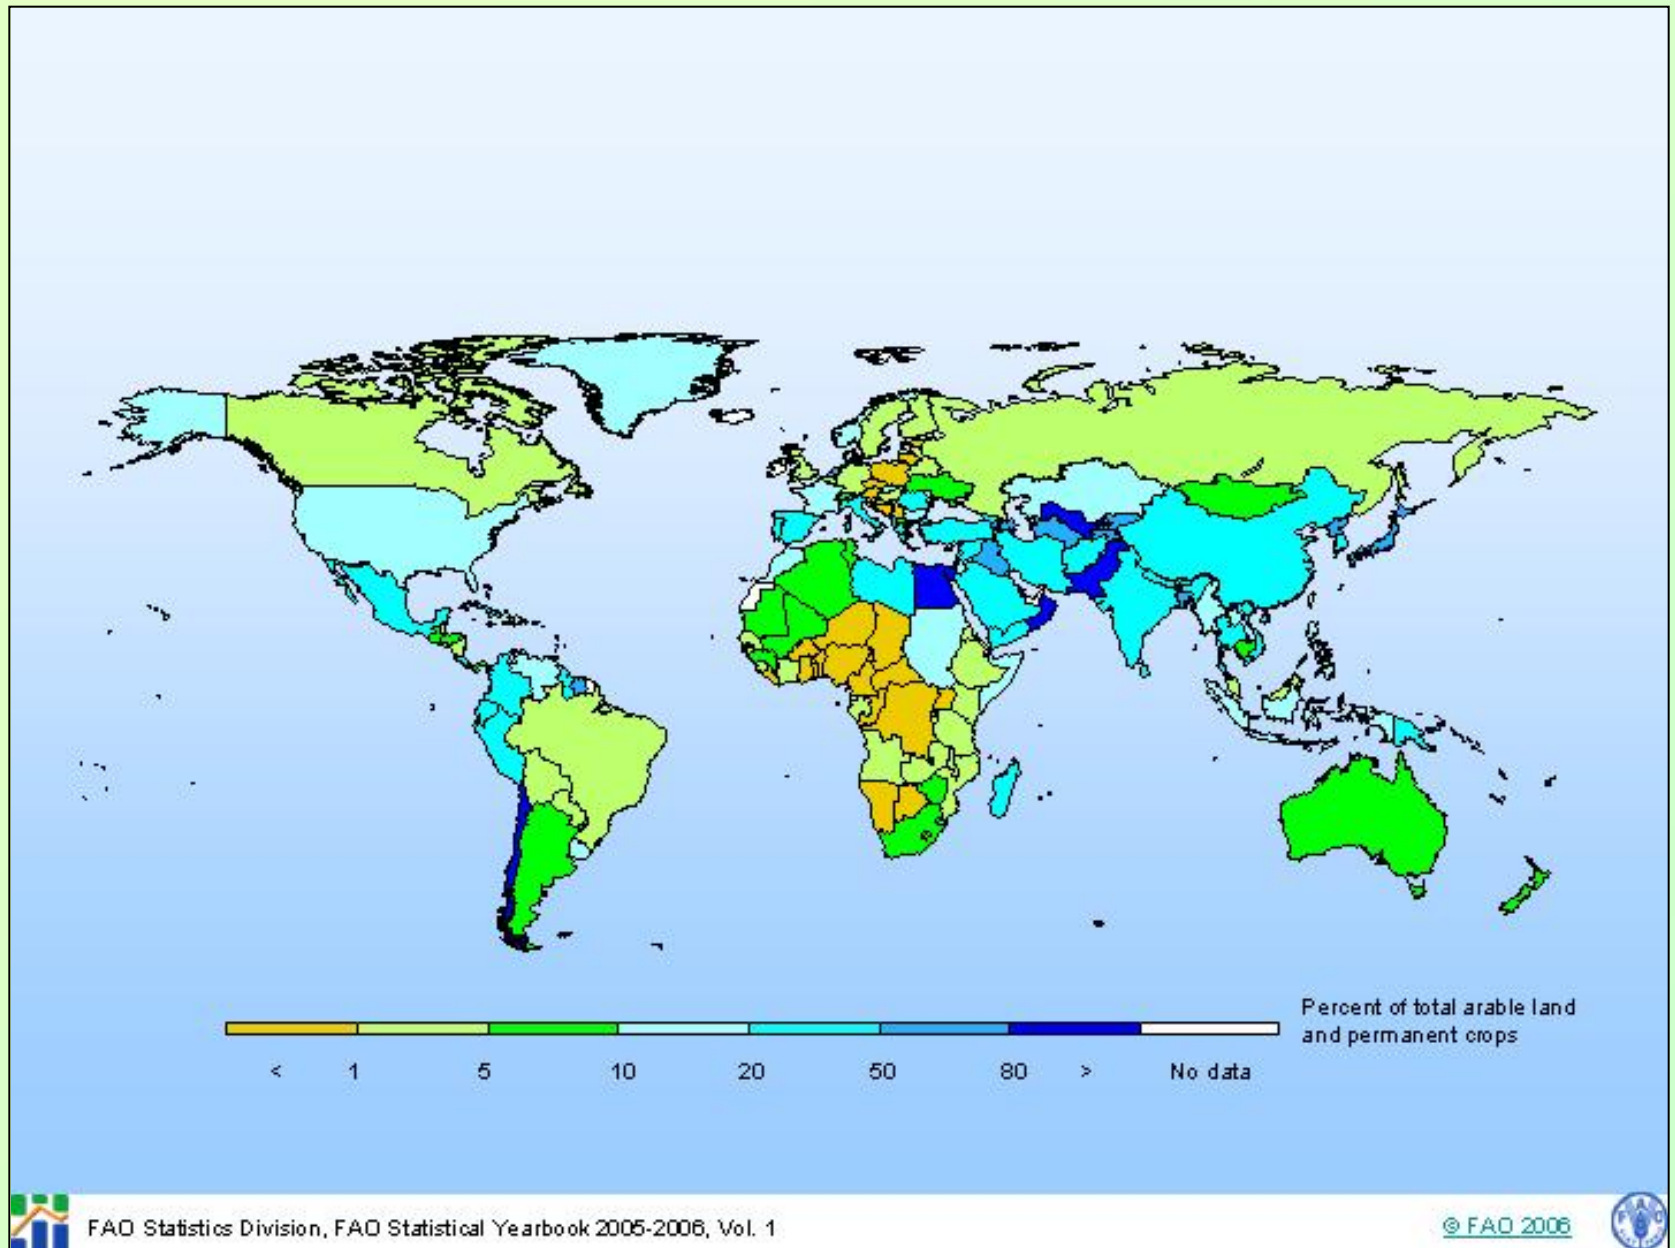 Percent of total arable land
and permanent crops
< 1 5 10 20 50 80 > No data
FAO Statistics Division, FAO Statistical Yearbook 2005-2006, Vol. 1
© FAO 2006